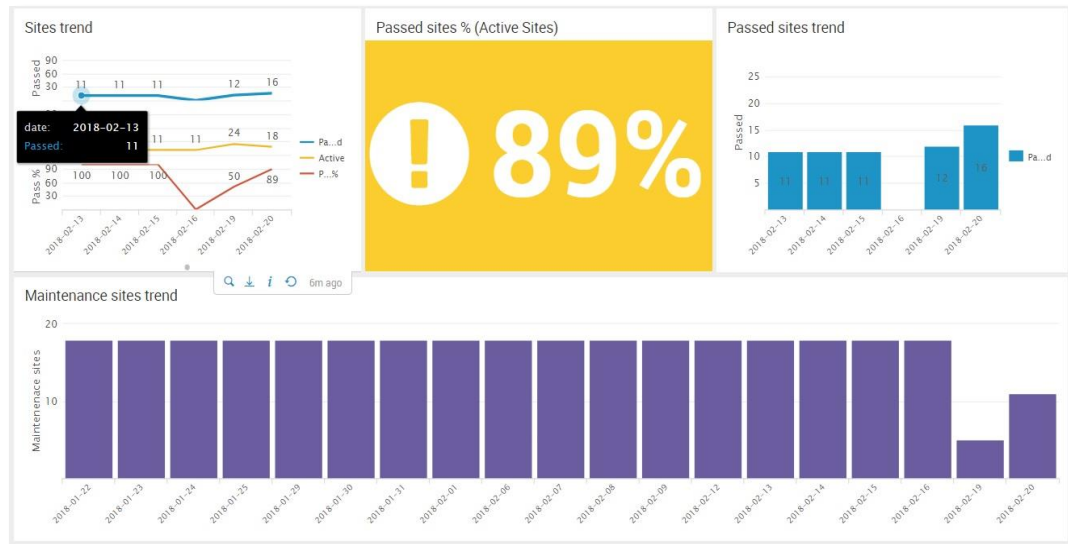 Sites trend
Passed
90
60
30
11 11 11 12 16
date: 2018-02-13
Passed: 11
11 11 24 18
Pass %
90
60
30
100 100 100 50 89
2018-02-13 2018-02-14 2018-02-15 2018-02-16 2018-02-19 2018-02-20
Pa...d
Active
P...%
Passed sites % (Active Sites)
! 89%
Passed sites trend
Passed
25
20
15
10
5
11 11 11 12 16
2018-02-13 2018-02-14 2018-02-15 2018-02-16 2018-02-19 2018-02-20
Pa...d
i 6m ago
Maintenance sites trend
Maintenenace sites
20
10
2018-01-22 2018-01-23 2018-01-24 2018-01-25 2018-01-29 2018-01-30 2018-01-31 2018-02-01 2018-02-06 2018-02-07 2018-02-08 2018-02-09 2018-02-12 2018-02-13 2018-02-14 2018-02-15 2018-02-16 2018-02-19 2018-02-20